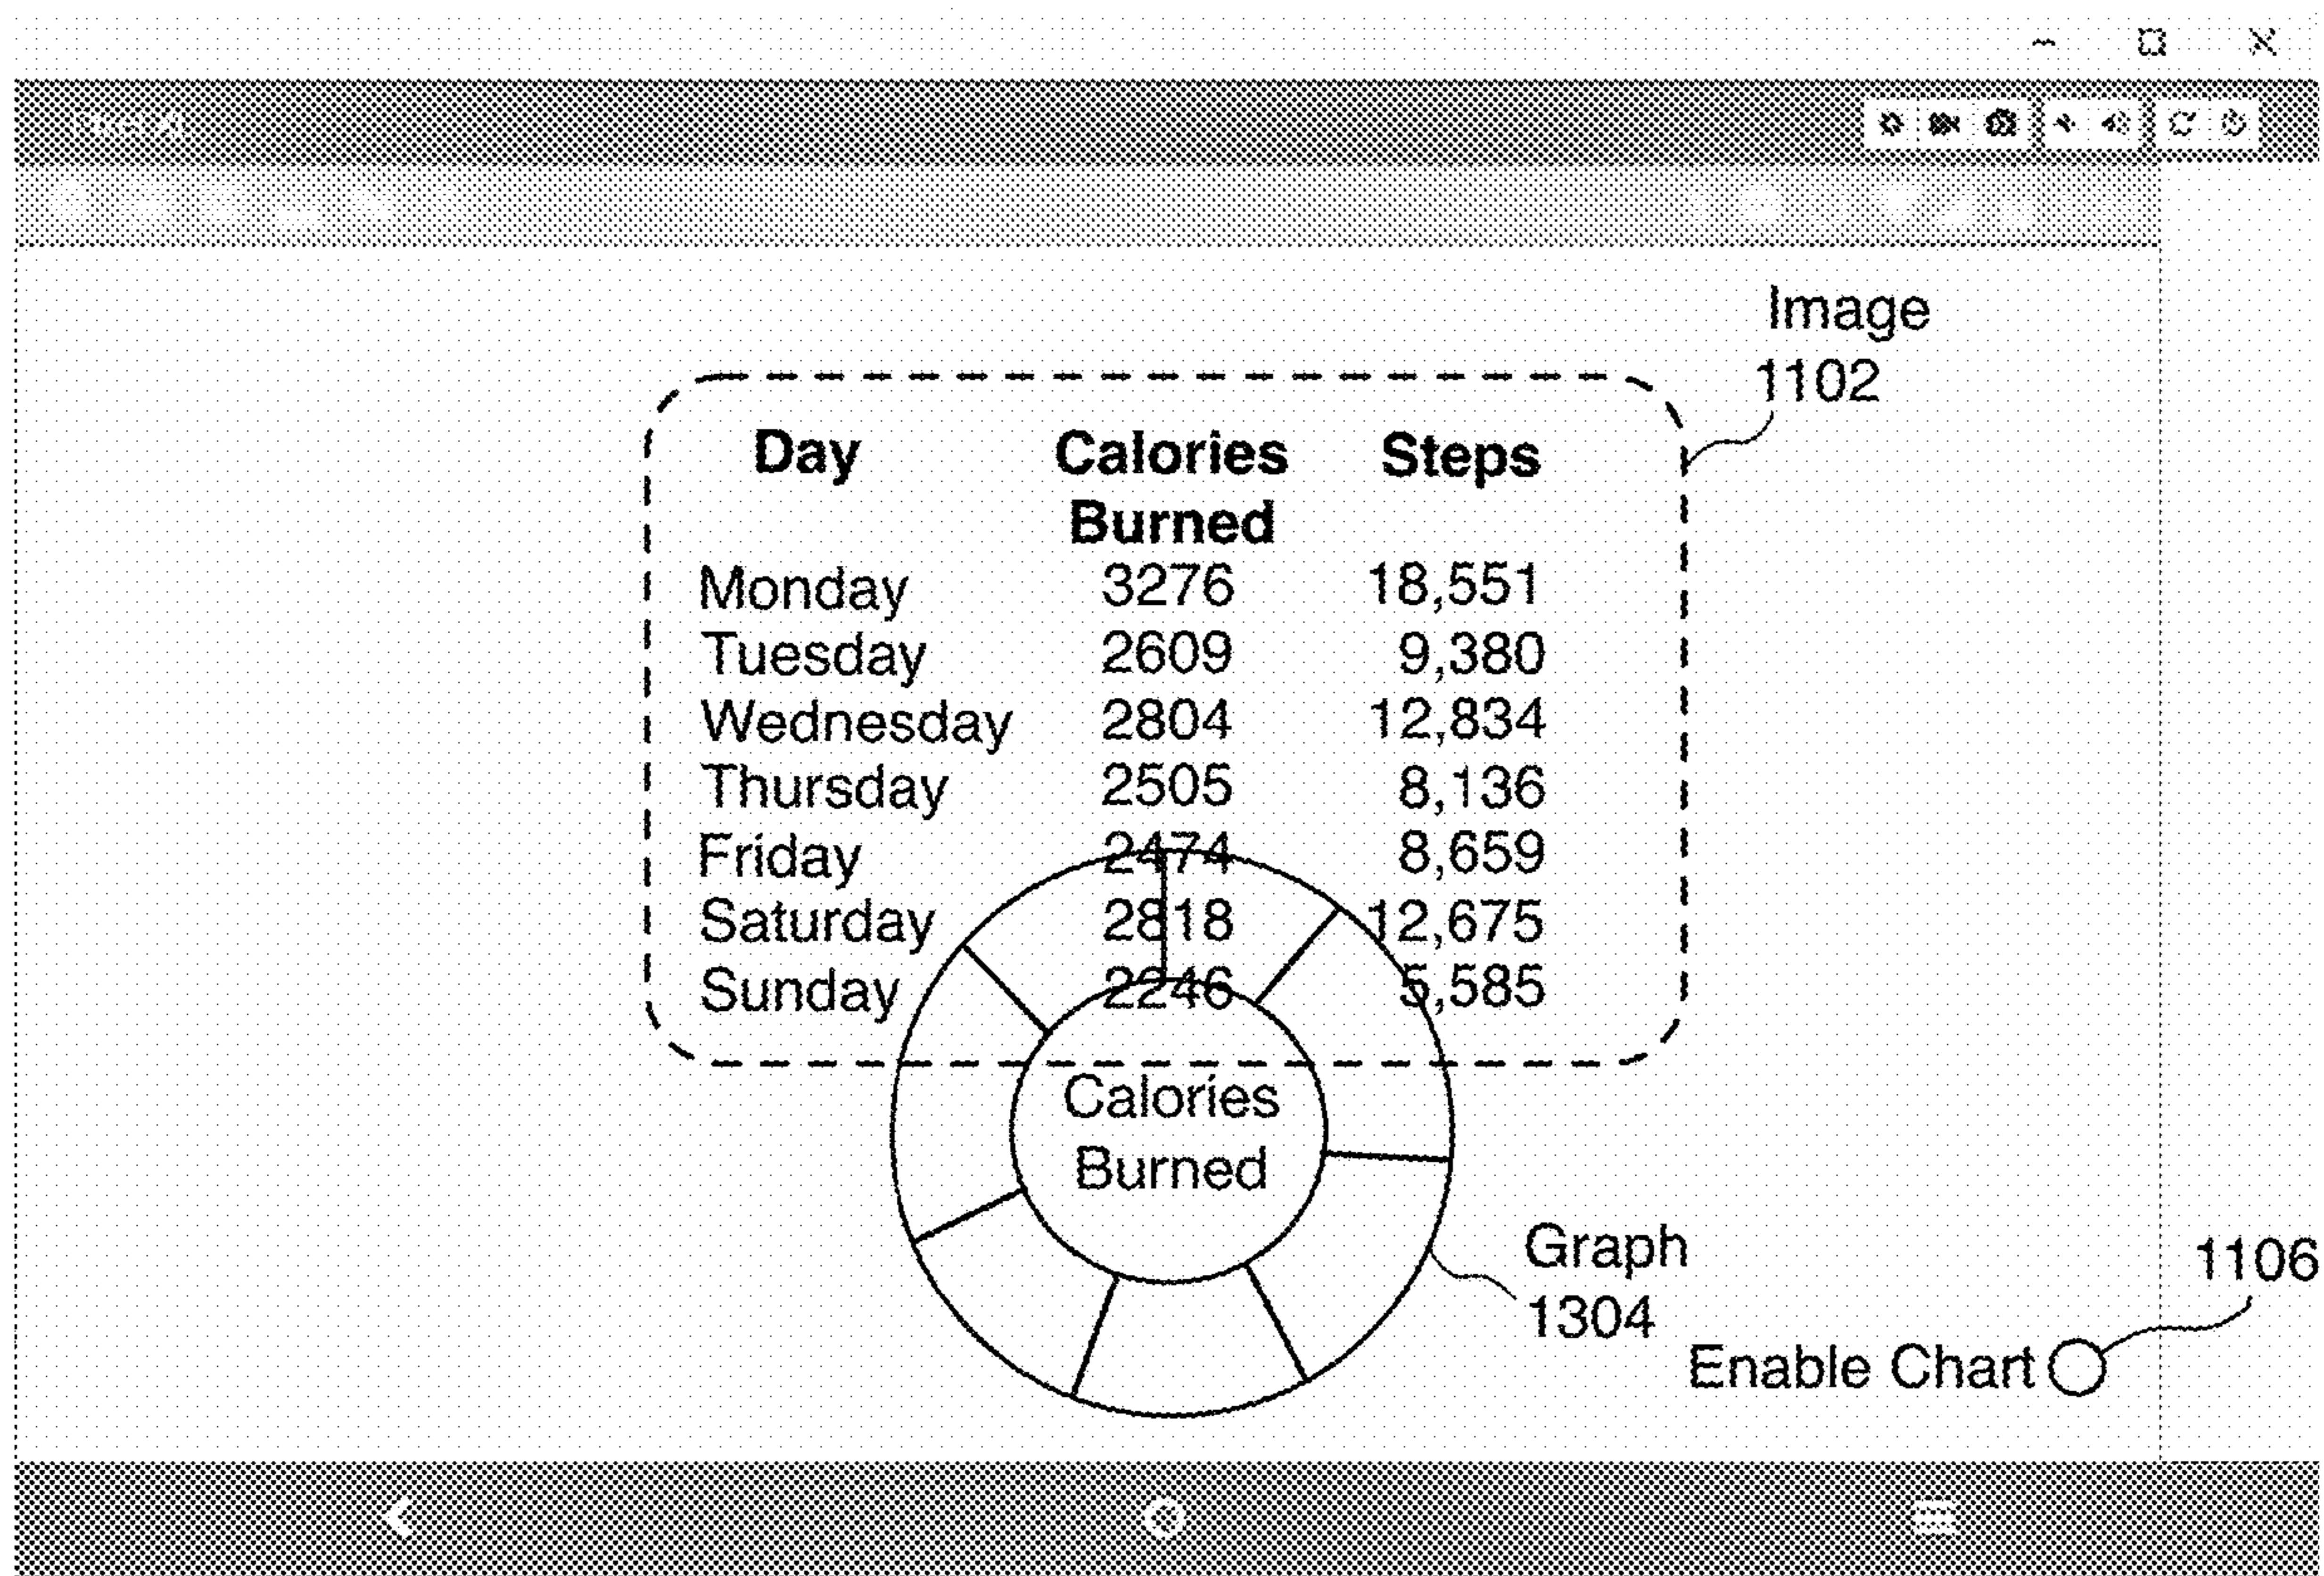 Image
1102
Day Calories Steps
Burned
Monday 3276 18,551
Tuesday 2609 9,380
Wednesday 2804 12,834
Thursday 2505 8,136
Friday 2474 8,659
Saturday 2818 12,675
Sunday 2246 5,585
Calories
Burned
Graph
1304
1106
Enable Chart